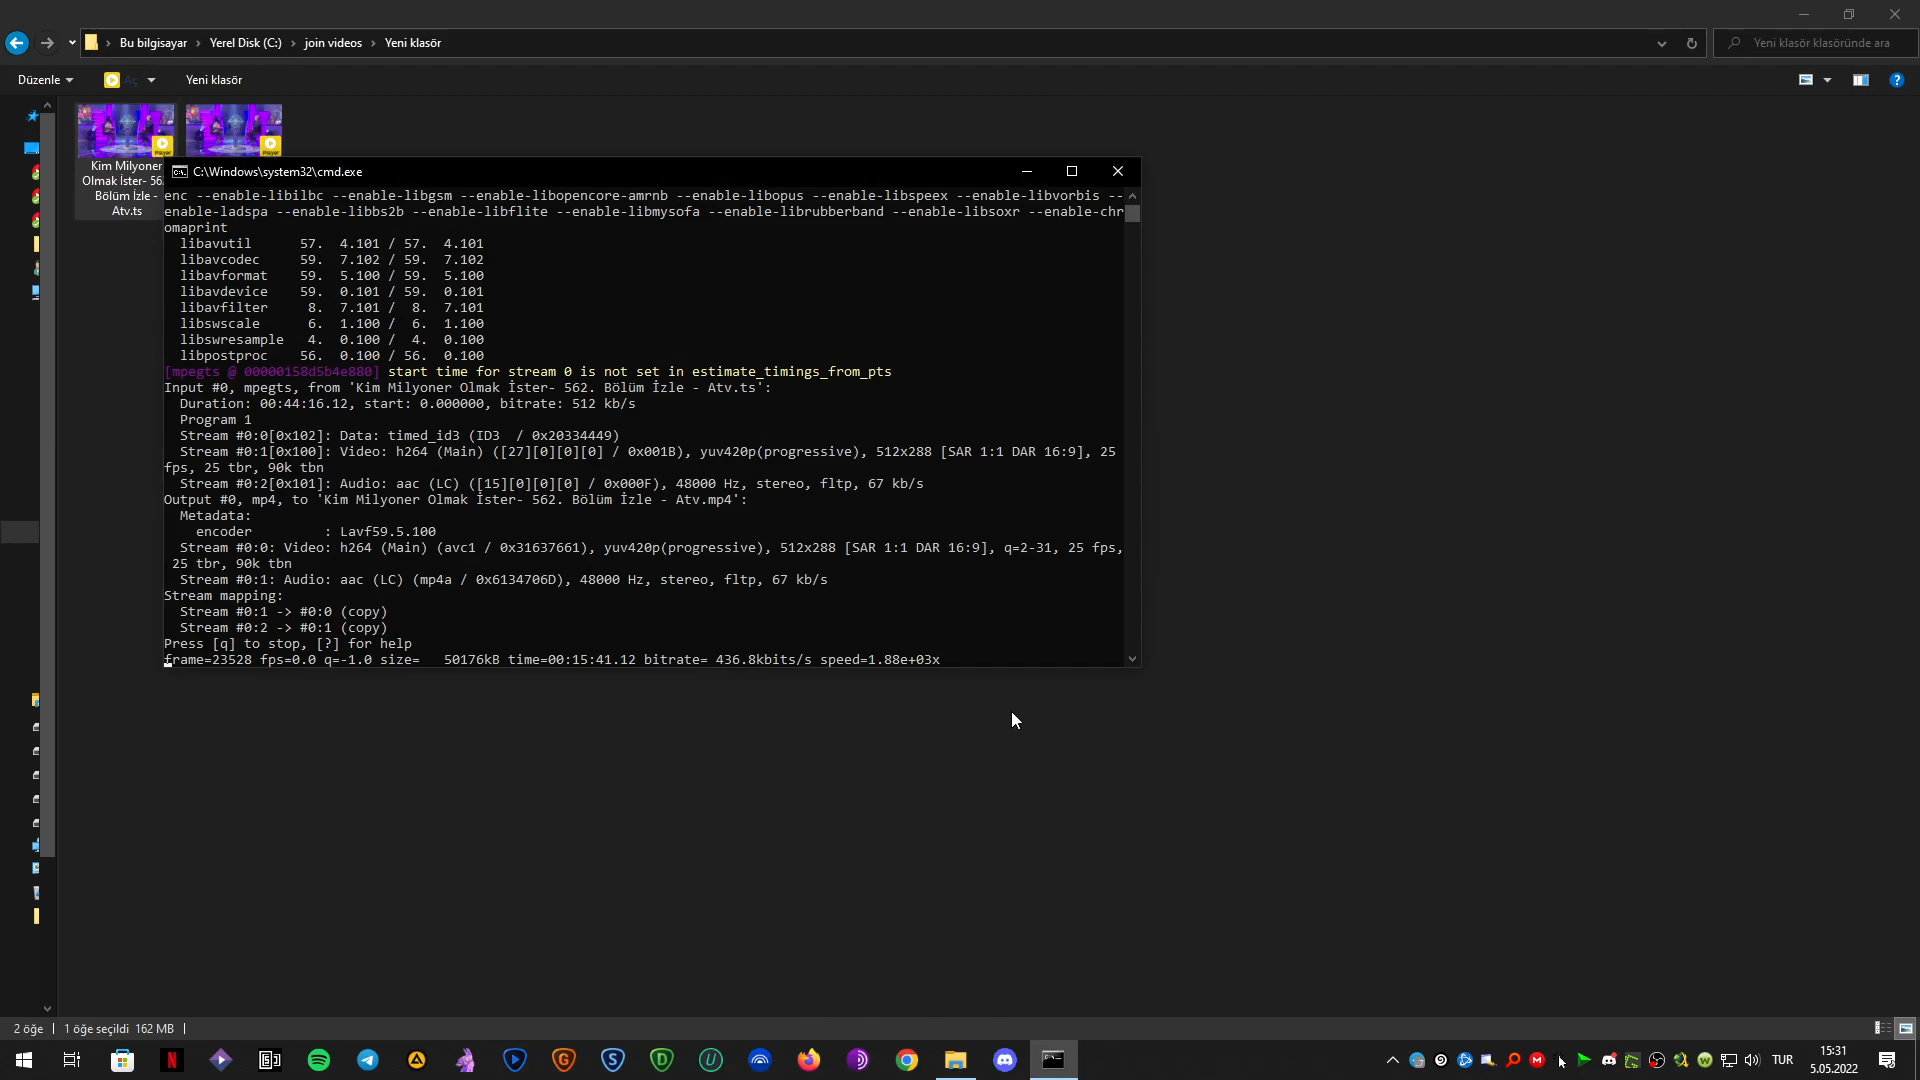 Bu bilgisayar › Yerel Disk (C:) › join videos › Yeni klasör
Yeni klasör klasöründe ara
Düzenle Aç Yeni klasör
Kim Milyoner
Olmak İster- 56
Bölüm İzle -
Atv.ts
C:\Windows\system32\cmd.exe
enc --enable-libilbc --enable-libgsm --enable-libopencore-amrnb --enable-libopus --enable-libspeex --enable-libvorbis --
enable-ladspa --enable-libbs2b --enable-libflite --enable-libmysofa --enable-librubberband --enable-libsoxr --enable-chr
omaprint
libavutil 57. 4.101 / 57. 4.101
libavcodec 59. 7.102 / 59. 7.102
libavformat 59. 5.100 / 59. 5.100
libavdevice 59. 0.101 / 59. 0.101
libavfilter 8. 7.101 / 8. 7.101
libswscale 6. 1.100 / 6. 1.100
libswresample 4. 0.100 / 4. 0.100
libpostproc 56. 0.100 / 56. 0.100
[mpegts @ 00000158d5b4e880] start time for stream 0 is not set in estimate_timings_from_pts
Input #0, mpegts, from 'Kim Milyoner Olmak İster- 562. Bölüm İzle - Atv.ts':
Duration: 00:44:16.12, start: 0.000000, bitrate: 512 kb/s
Program 1
Stream #0:0[0x102]: Data: timed_id3 (ID3 / 0x20334449)
Stream #0:1[0x100]: Video: h264 (Main) ([27][0][0][0] / 0x001B), yuv420p(progressive), 512x288 [SAR 1:1 DAR 16:9], 25
fps, 25 tbr, 90k tbn
Stream #0:2[0x101]: Audio: aac (LC) ([15][0][0][0] / 0x000F), 48000 Hz, stereo, fltp, 67 kb/s
Output #0, mp4, to 'Kim Milyoner Olmak İster- 562. Bölüm İzle - Atv.mp4':
Metadata:
encoder : Lavf59.5.100
Stream #0:0: Video: h264 (Main) (avc1 / 0x31637661), yuv420p(progressive), 512x288 [SAR 1:1 DAR 16:9], q=2-31, 25 fps,
25 tbr, 90k tbn
Stream #0:1: Audio: aac (LC) (mp4a / 0x6134706D), 48000 Hz, stereo, fltp, 67 kb/s
Stream mapping:
Stream #0:1 -> #0:0 (copy)
Stream #0:2 -> #0:1 (copy)
Press [q] to stop, [?] for help
frame=23528 fps=0.0 q=-1.0 size= 50176kB time=00:15:41.12 bitrate= 436.8kbits/s speed=1.88e+03x
2 öğe 1 öğe seçildi 162 MB
TUR
15:31
5.05.2022